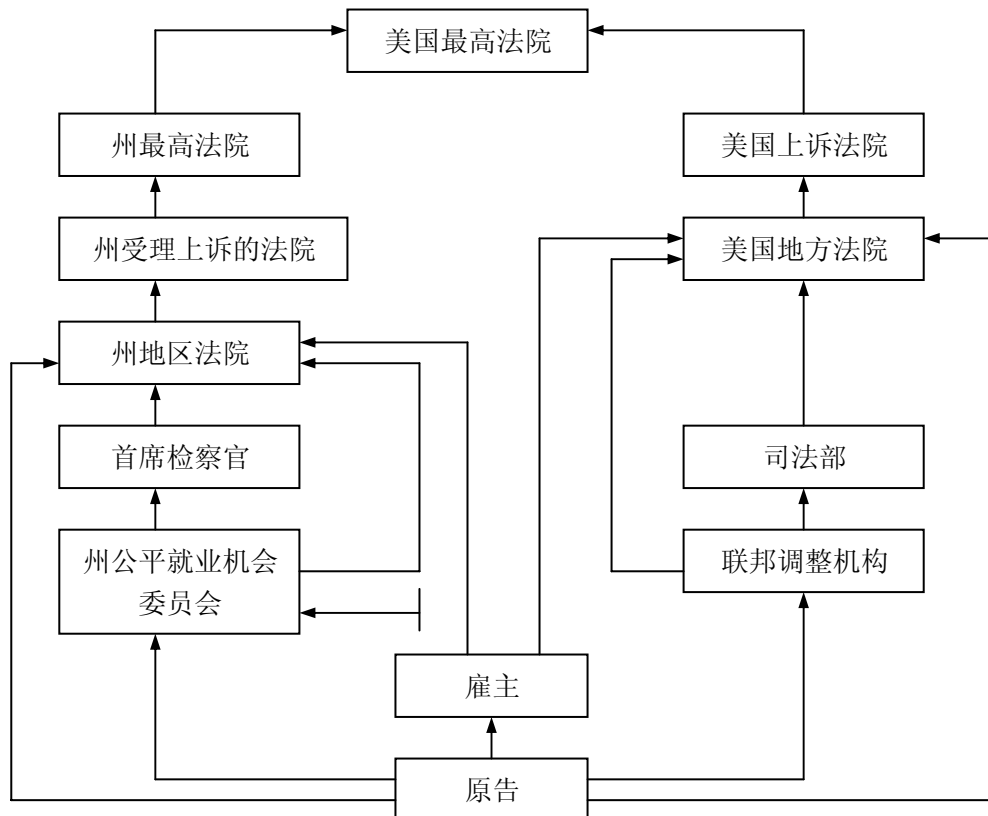 美国最高法院
州最高法院
美国上诉法院
州受理上诉的法院
美国地方法院
州地区法院
首席检察官
司法部
州公平就业机会
委员会
联邦调整机构
雇主
原告